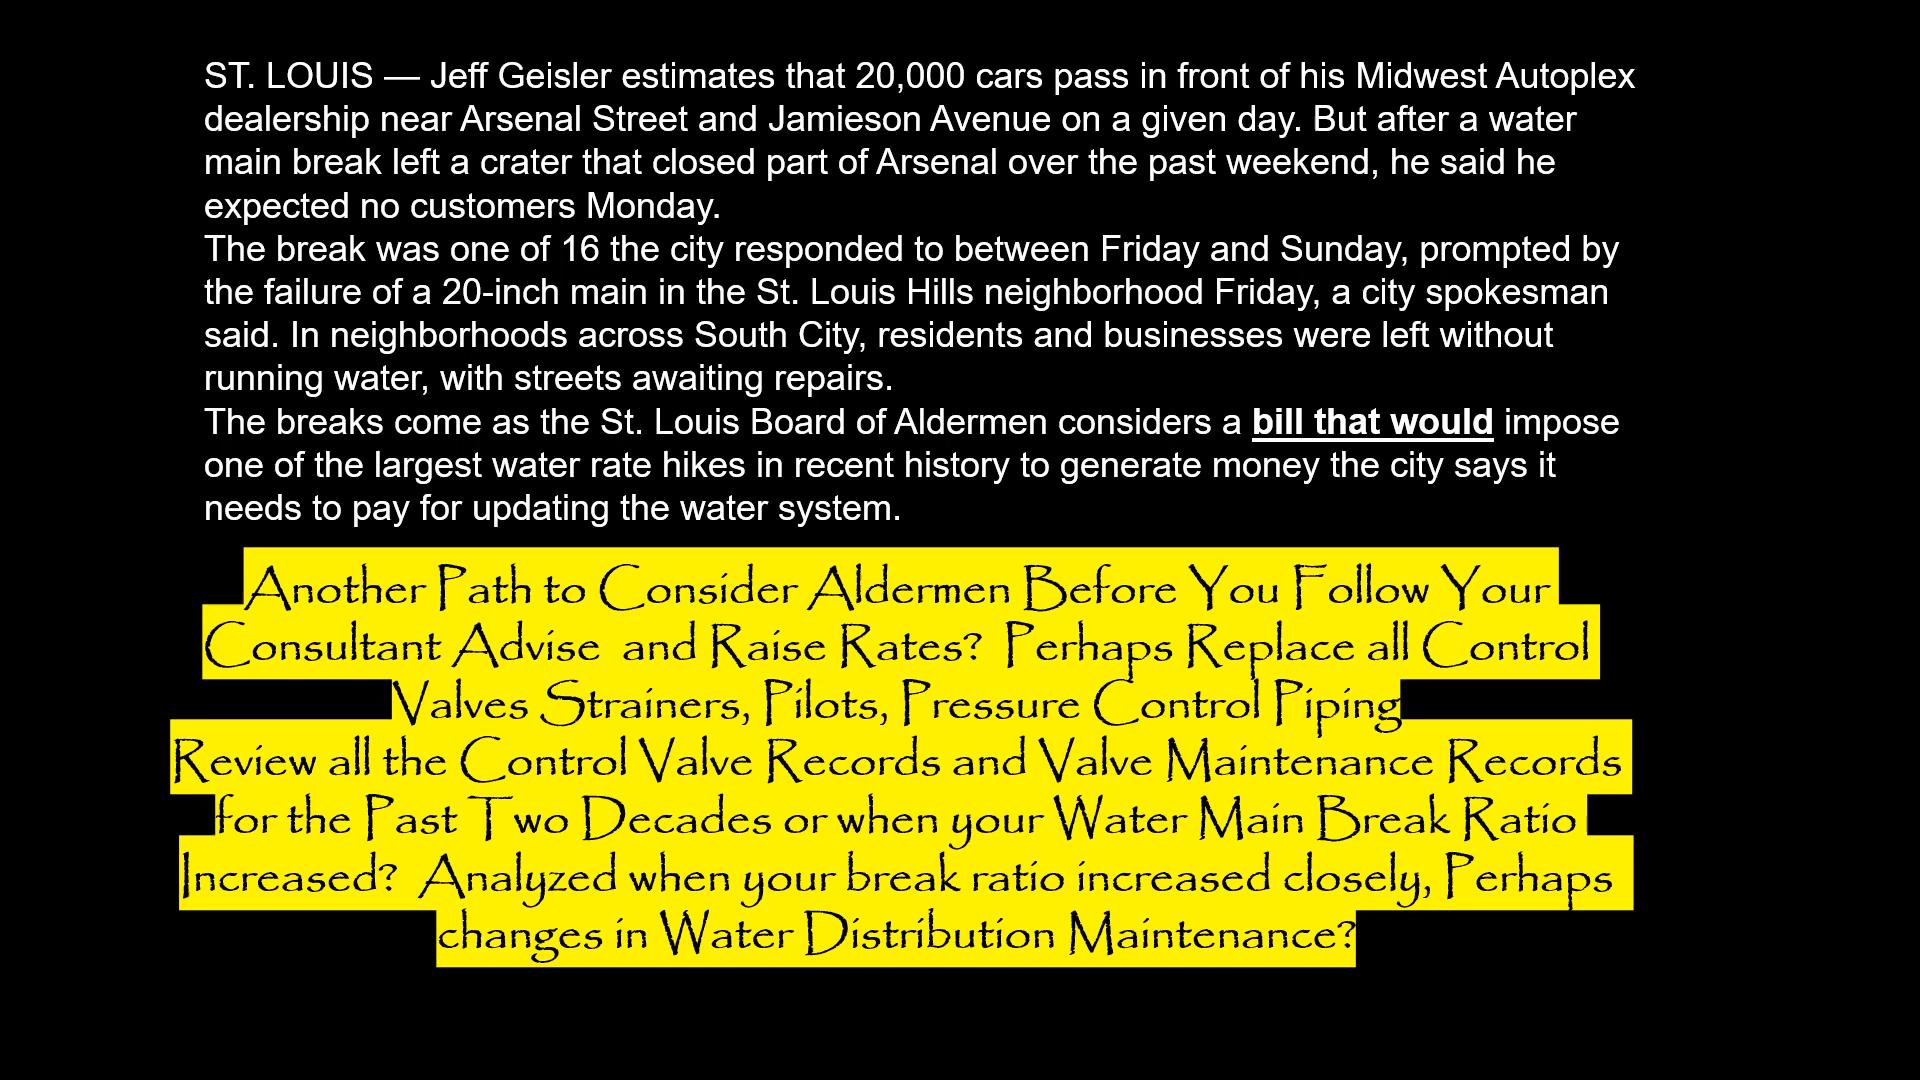 ST. LOUIS — Jeff Geisler estimates that 20,000 cars pass in front of his Midwest Autoplex
dealership near Arsenal Street and Jamieson Avenue on a given day. But after a water
main break left a crater that closed part of Arsenal over the past weekend, he said he
expected no customers Monday.
The break was one of 16 the city responded to between Friday and Sunday, prompted by
the failure of a 20-inch main in the St. Louis Hills neighborhood Friday, a city spokesman
said. In neighborhoods across South City, residents and businesses were left without
running water, with streets awaiting repairs.
The breaks come as the St. Louis Board of Aldermen considers a bill that would impose
one of the largest water rate hikes in recent history to generate money the city says it
needs to pay for updating the water system.
Another Path to Consider Aldermen Before You Follow Your
Consultant Advise and Raise Rates? Perhaps Replace all Control
Valves Strainers, Pilots, Pressure Control Piping
Review all the Control Valve Records and Valve Maintenance Records
for the Past Two Decades or when your Water Main Break Ratio
Increased? Analyzed when your break ratio increased closely, Perhaps
changes in Water Distribution Maintenance?